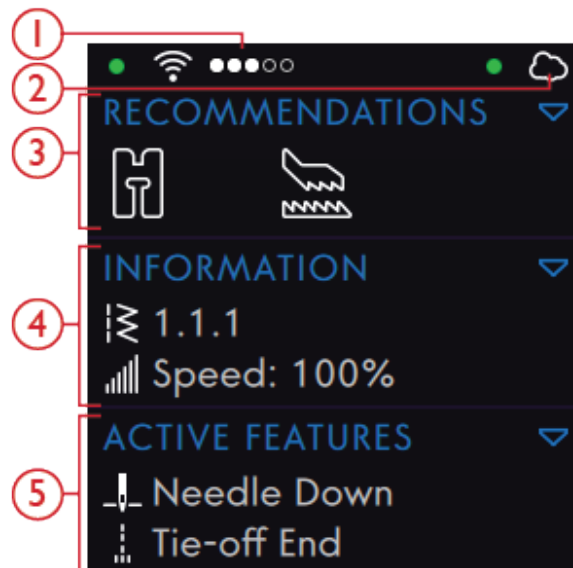 1
2
RECOMMENDATIONS
3
INFORMATION
4
1.1.1
Speed: 100%
ACTIVE FEATURES
5
Needle Down
Tie-off End